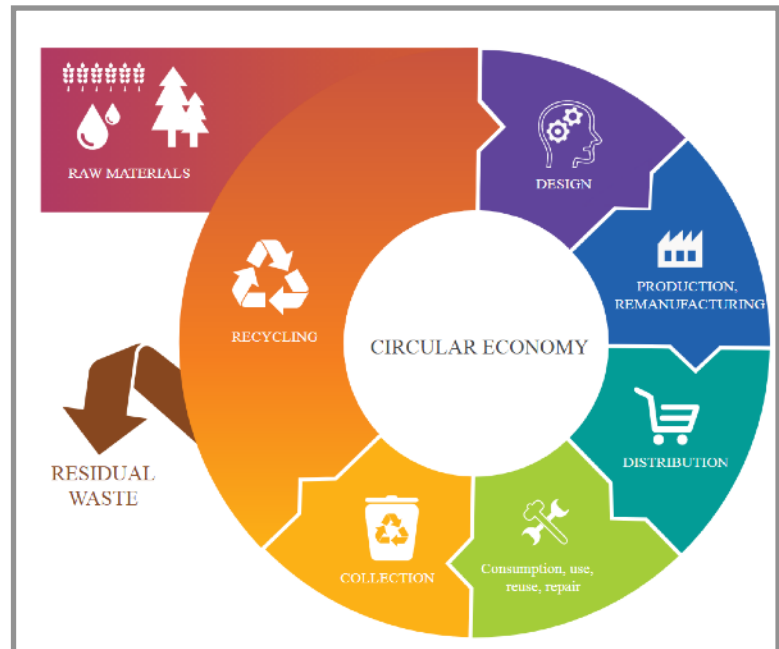 RAW MATERIALS
DESIGN
PRODUCTION,
REMANUFACTURING
RECYCLING
CIRCULAR ECONOMY
DISTRIBUTION
RESIDUAL
WASTE
COLLECTION
Consumption, use,
reuse, repair